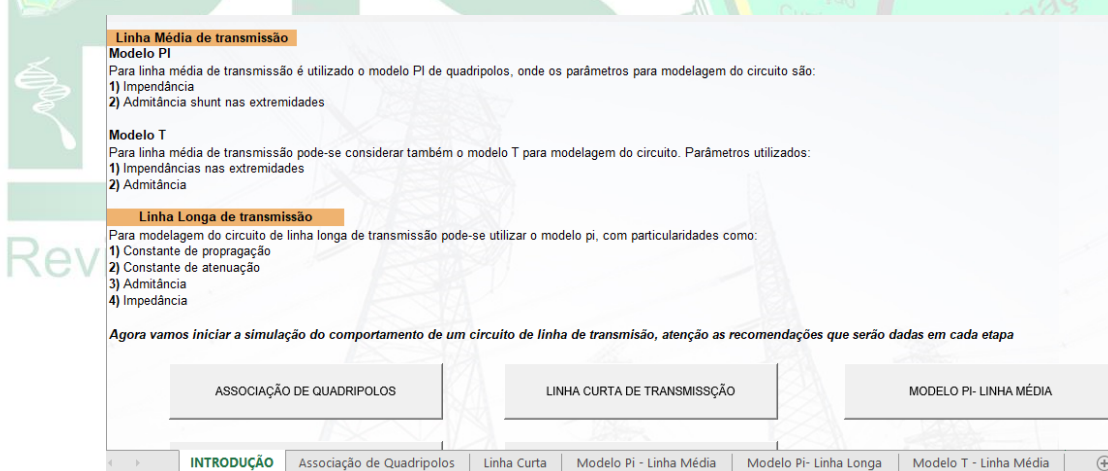 Linha Média de transmissão
Modelo PI
Para linha média de transmissão é utilizado o modelo PI de quadripolos, onde os parâmetros para modelagem do circuito são:
1) Impendância
2) Admitância shunt nas extremidades
Modelo T
Para linha média de transmissão pode-se considerar também o modelo T para modelagem do circuito. Parâmetros utilizados:
1) Impendâncias nas extremidades
2) Admitância
Linha Longa de transmissão
Para modelagem do circuito de linha longa de transmissão pode-se utilizar o modelo pi, com particularidades como:
1) Constante de propragação
2) Constante de atenuação
3) Admitância
4) Impedância
Agora vamos iniciar a simulação do comportamento de um circuito de linha de transmisão, atenção as recomendações que serão dadas em cada etapa
ASSOCIAÇÃO DE QUADRIPOLOS
LINHA CURTA DE TRANSMISSÇÃO
MODELO PI- LINHA MÉDIA
INTRODUÇÃO
Associação de Quadripolos
Linha Curta
Modelo Pi - Linha Média
Modelo Pi- Linha Longa
Modelo T - Linha Média
Rev